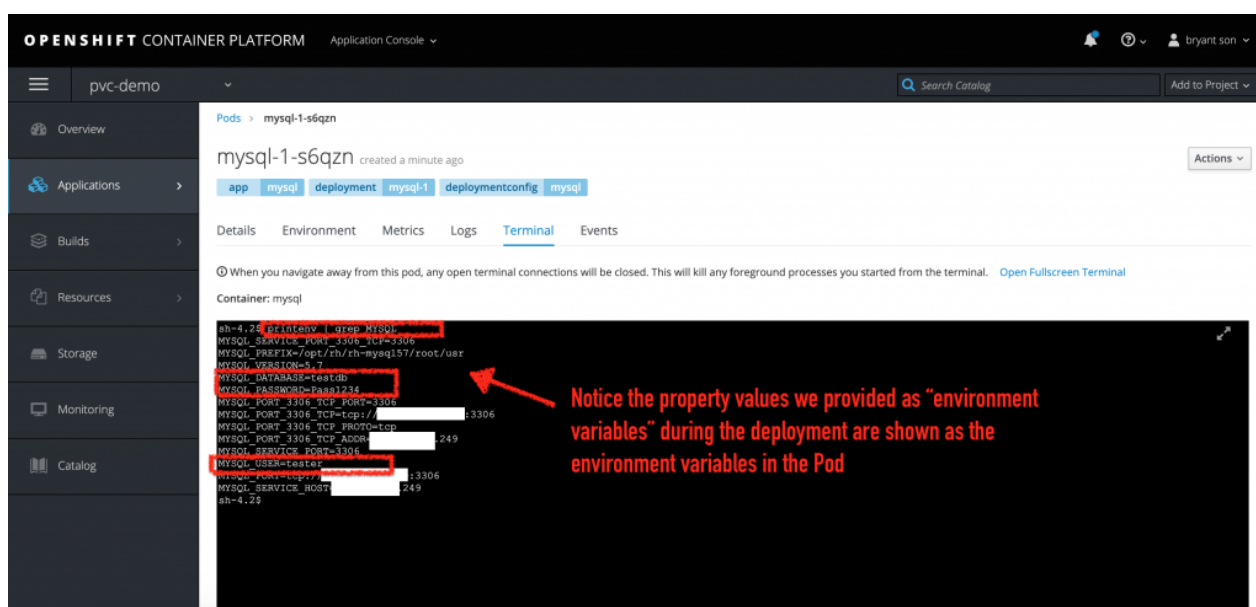 OPENSHIFT CONTAINER PLATFORM Application Console bryant son
pvc-demo Search Catalog Add to Project
Overview
Applications
Builds
Resources
Storage
Monitoring
Catalog
Pods > mysql-1-s6qzn
mysql-1-s6qzn created a minute ago
Actions
app mysql deployment mysql-1 deploymentconfig mysql
Details Environment Metrics Logs Terminal Events
When you navigate away from this pod, any open terminal connections will be closed. This will kill any foreground processes you started from the terminal. Open Fullscreen Terminal
Container: mysql
sh-4.2$ printenv | grep MYSQL
MYSQL_SERVICE_PORT_3306_TCP=3306
MYSQL_PREFIX=/opt/rh/rh-mysql57/root/usr
MYSQL_VERSION=5.7
MYSQL_DATABASE=testdb
MYSQL_PASSWORD=Pass1234
MYSQL_PORT_3306_TCP_PORT=3306
MYSQL_PORT_3306_TCP=tcp:// :3306
MYSQL_PORT_3306_TCP_PROTO=tcp
MYSQL_PORT_3306_TCP_ADDR= .249
MYSQL_SERVICE_PORT=3306
MYSQL_USER=tester
MYSQL_PORT=tcp:// :3306
MYSQL_SERVICE_HOST= .249
sh-4.2$
Notice the property values we provided as “environment
variables” during the deployment are shown as the
environment variables in the Pod